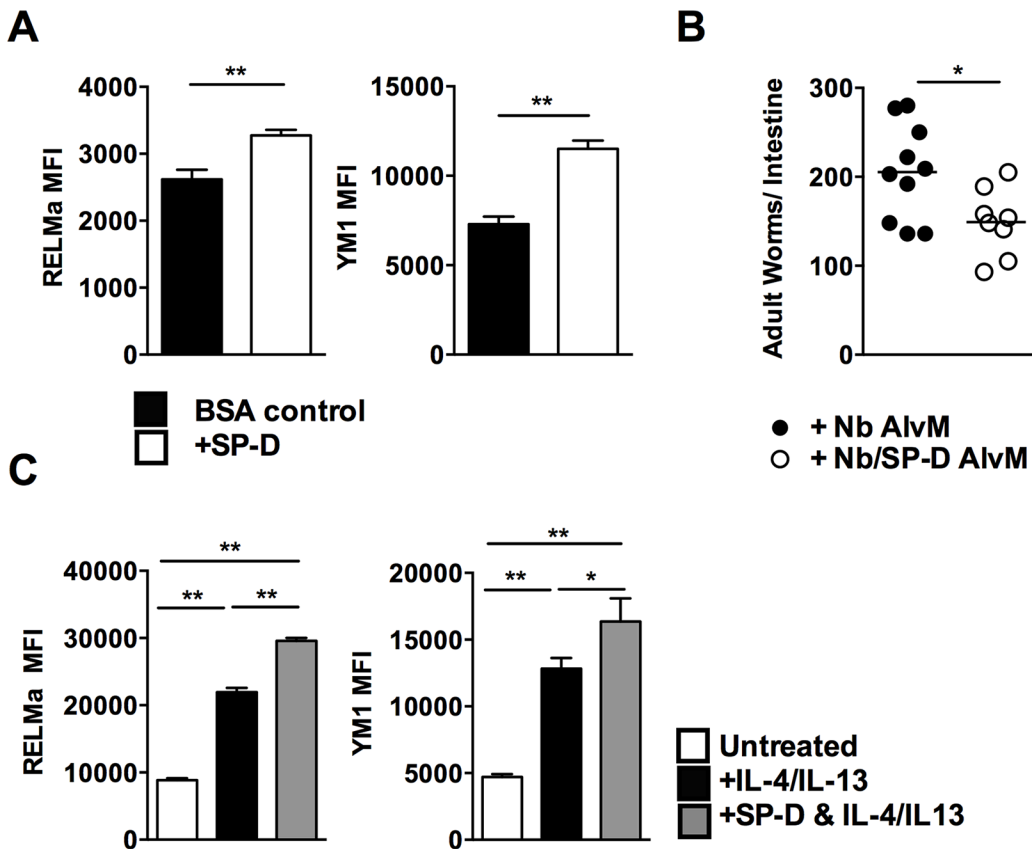 A
RELMa MFI
4000
3000
2000
1000
0
**
YM1 MFI
15000
10000
5000
0
**
BSA control
+SP-D
B
Adult Worms/ Intestine
300
200
100
0
*
+ Nb AlvM
+ Nb/SP-D AlvM
C
RELMa MFI
40000
30000
20000
10000
0
**
**
**
YM1 MFI
20000
15000
10000
5000
0
**
**
*
Untreated
+IL-4/IL-13
+SP-D & IL-4/IL13